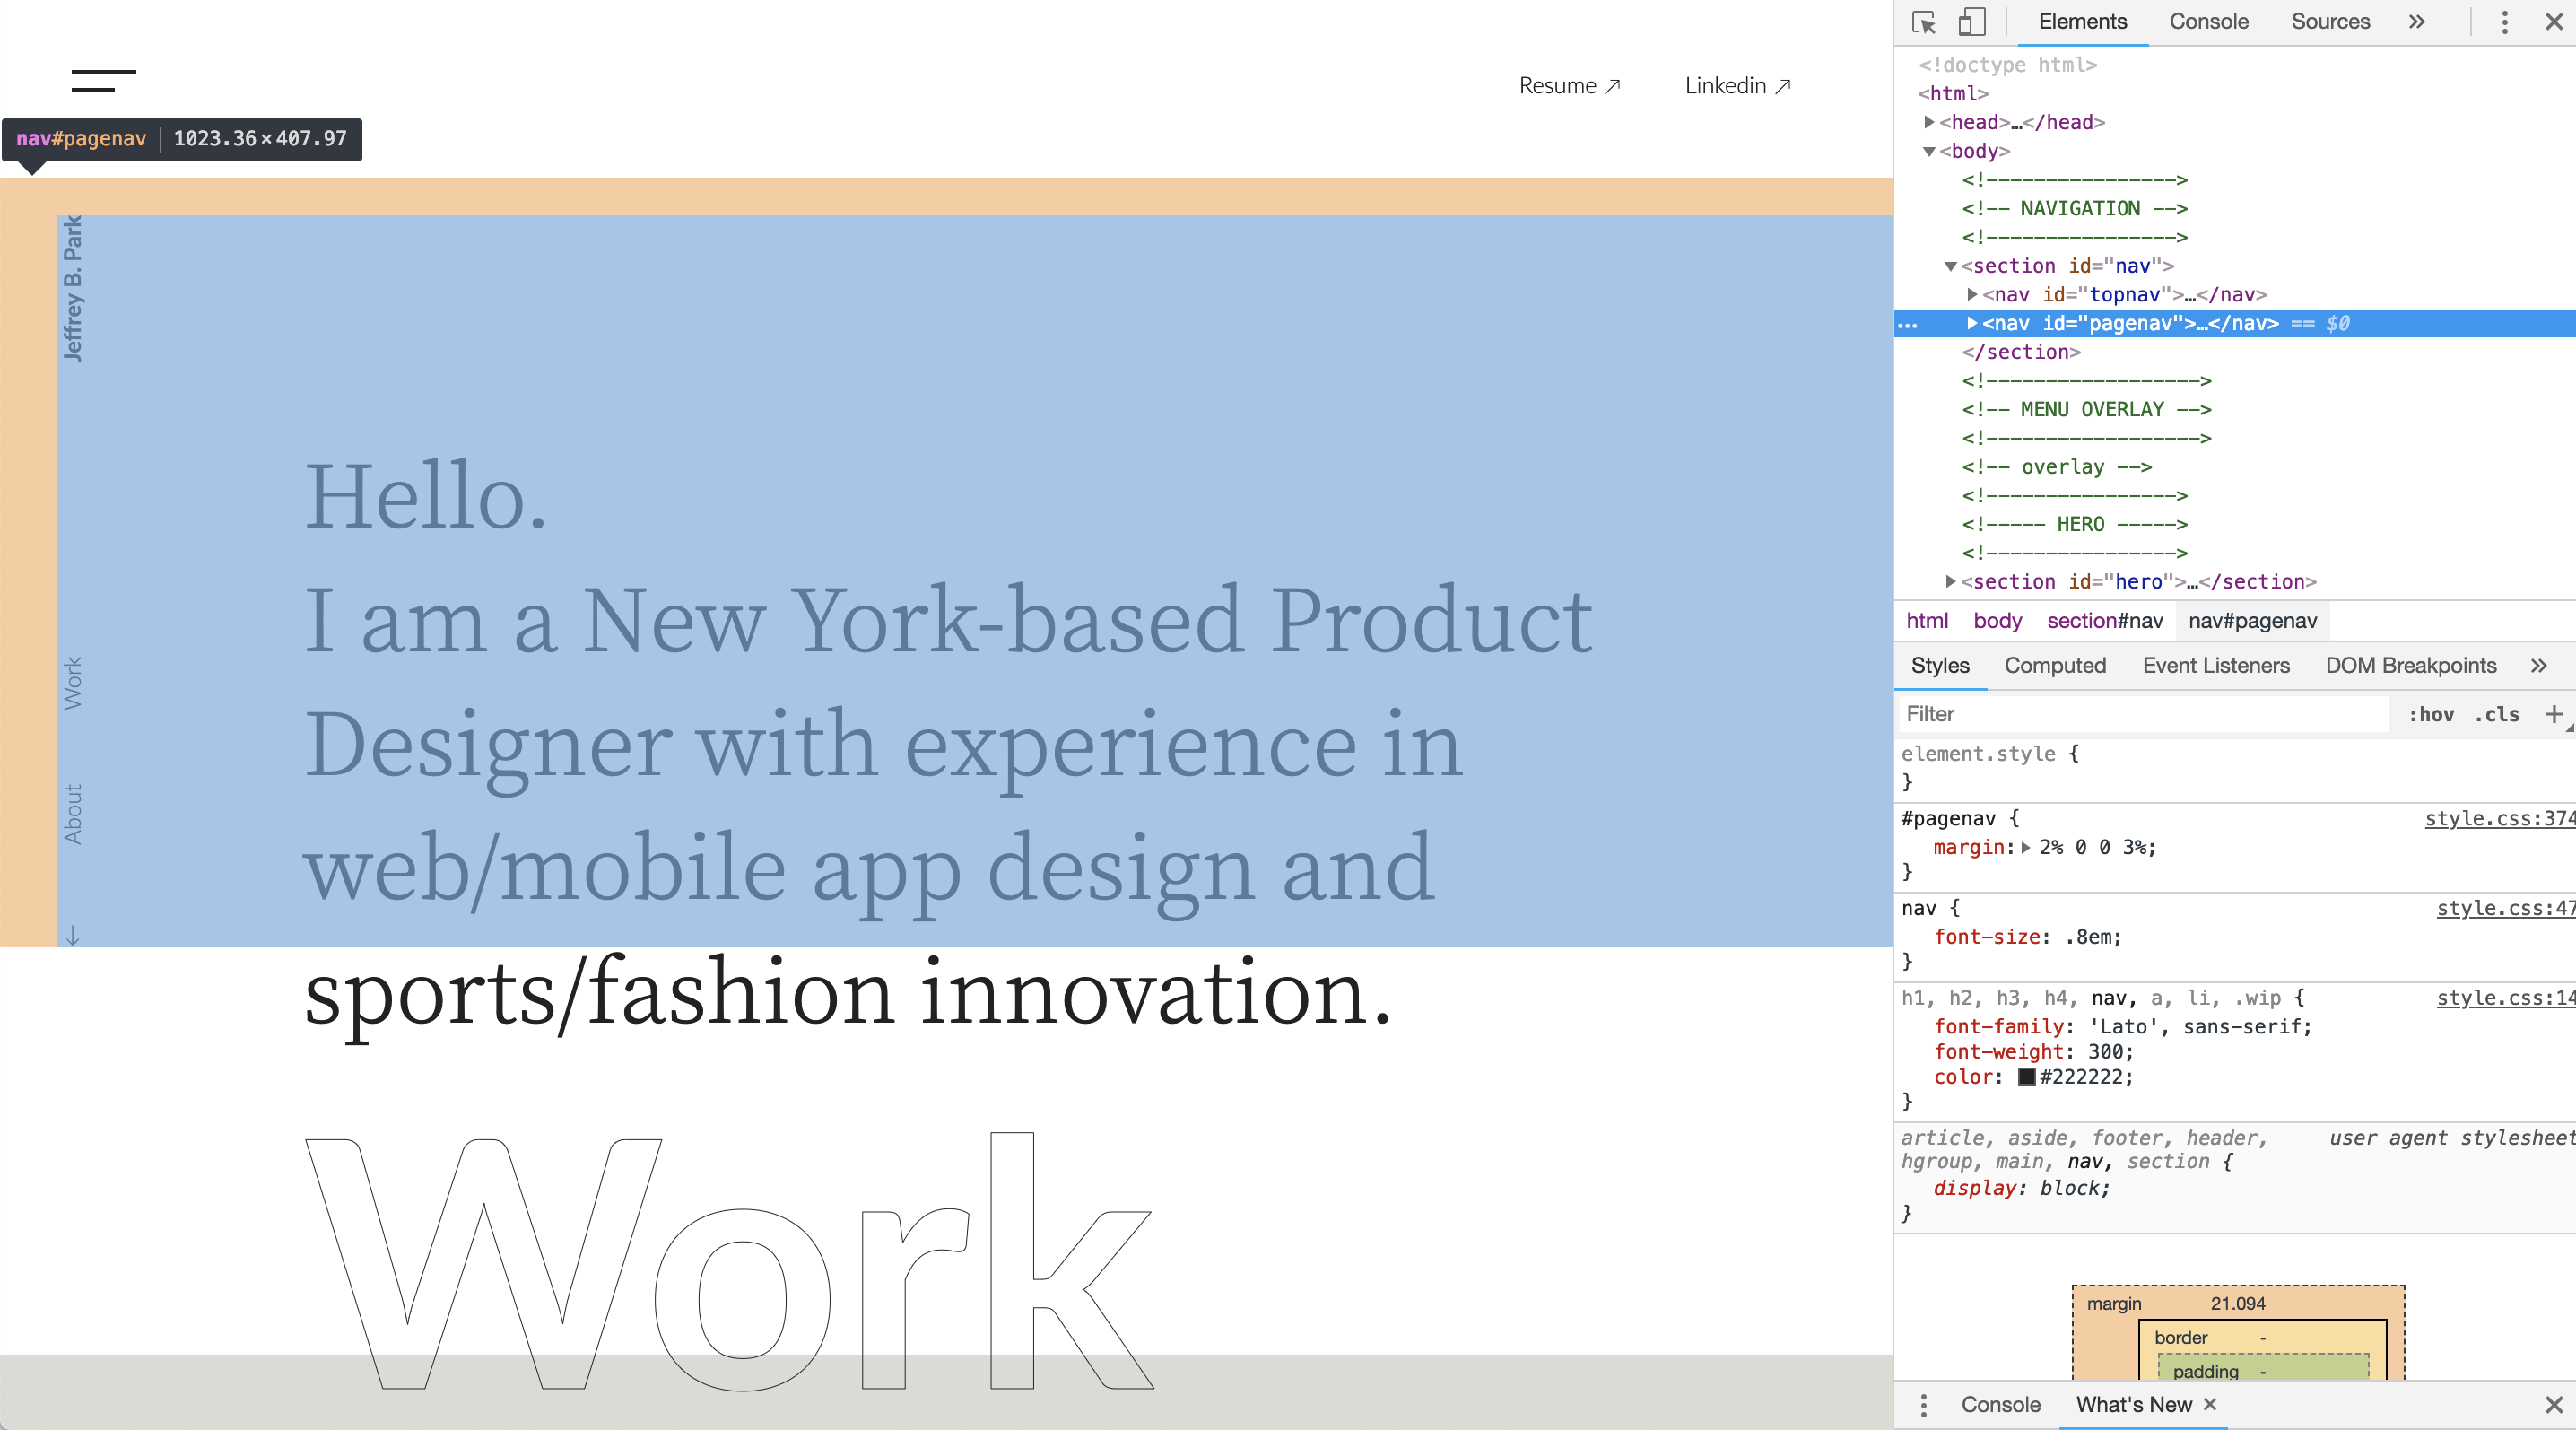 Resume ↗ Linkedin ↗
nav#pagenav | 1023.36×407.97
Jeffrey B. Park
Work
About
↓
Hello.
I am a New York-based Product
Designer with experience in
web/mobile app design and
sports/fashion innovation.
Work
Elements Console Sources »
<!doctype html>
<html>
▶<head>…</head>
▼<body>
<!---------------->
<!-- NAVIGATION -->
<!---------------->
▼<section id="nav">
▶<nav id="topnav">…</nav>
… ▶<nav id="pagenav">…</nav> == $0
</section>
<!------------------>
<!-- MENU OVERLAY -->
<!------------------>
<!-- overlay -->
<!---------------->
<!----- HERO ----->
<!---------------->
▶<section id="hero">…</section>
html body section#nav nav#pagenav
Styles Computed Event Listeners DOM Breakpoints »
Filter :hov .cls +
element.style {
}
#pagenav { style.css:374
margin:▶ 2% 0 0 3%;
}
nav { style.css:47
font-size: .8em;
}
h1, h2, h3, h4, nav, a, li, .wip { style.css:14
font-family: 'Lato', sans-serif;
font-weight: 300;
color: #222222;
}
article, aside, footer, header, user agent stylesheet
hgroup, main, nav, section {
display: block;
}
margin 21.094
border -
padding -
Console What's New ×